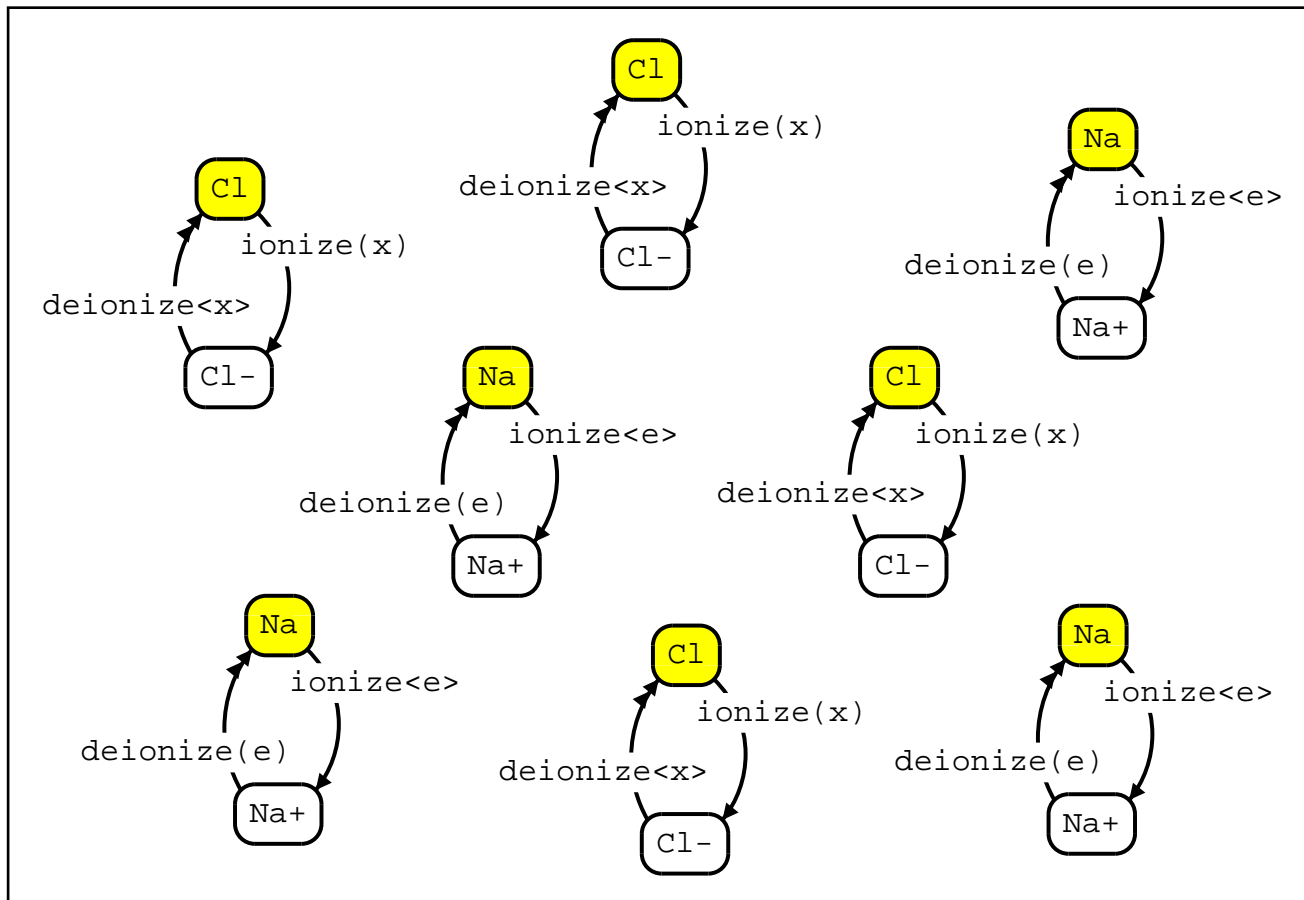 Cl
ionize(x)
deionize<x>
Cl-
Cl
ionize(x)
deionize<x>
Cl-
Na
ionize<e>
deionize(e)
Na+
Na
ionize<e>
deionize(e)
Na+
Cl
ionize(x)
deionize<x>
Cl-
Na
ionize<e>
deionize(e)
Na+
Cl
ionize(x)
deionize<x>
Cl-
Na
ionize<e>
deionize(e)
Na+